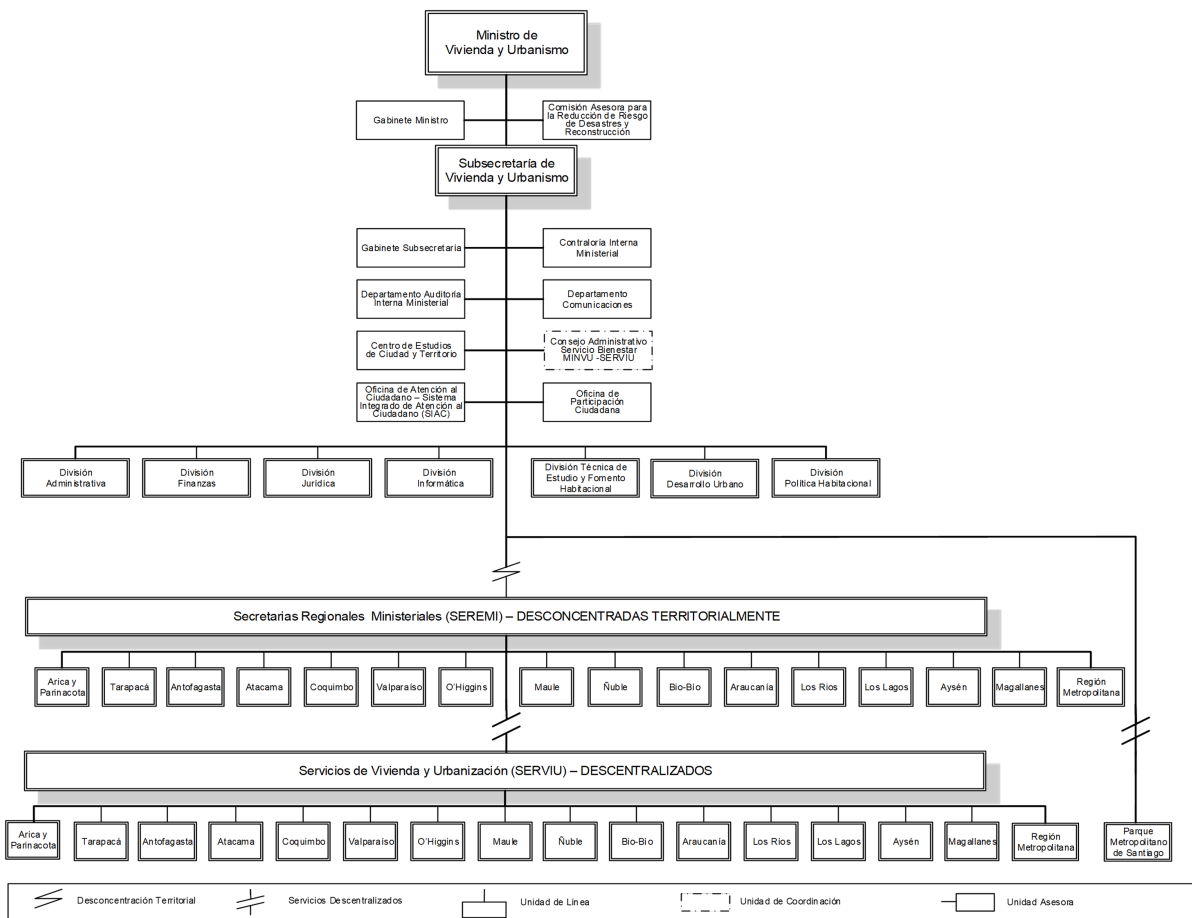 Ministro de
Vivienda y Urbanismo
Gabinete Ministro
Comisión Asesora para
la Reducción de Riesgo
de Desastres y
Reconstrucción
Subsecretaría de
Vivienda y Urbanismo
Gabinete Subsecretaría
Contraloría Interna
Ministerial
Departamento Auditoría
Interna Ministerial
Departamento
Comunicaciones
Centro de Estudios
de Ciudad y Territorio
Consejo Administrativo
Servicio Bienestar
MINVU -SERVIU
Oficina de Atención al
Ciudadano – Sistema
Integrado de Atención al
Ciudadano (SIAC)
Oficina de
Participación
Ciudadana
División
Administrativa
División
Finanzas
División
Jurídica
División
Informática
División Técnica de
Estudio y Fomento
Habitacional
División
Desarrollo Urbano
División
Política Habitacional
Secretarias Regionales Ministeriales (SEREMI) – DESCONCENTRADAS TERRITORIALMENTE
Arica y
Parinacota
Tarapacá
Antofagasta
Atacama
Coquimbo
Valparaíso
O'Higgins
Maule
Ñuble
Bio-Bío
Araucanía
Los Ríos
Los Lagos
Aysén
Magallanes
Región
Metropolitana
Servicios de Vivienda y Urbanización (SERVIU) – DESCENTRALIZADOS
Arica y
Parinacota
Tarapacá
Antofagasta
Atacama
Coquimbo
Valparaíso
O'Higgins
Maule
Ñuble
Bio-Bío
Araucanía
Los Ríos
Los Lagos
Aysén
Magallanes
Región
Metropolitana
Parque
Metropolitano
de Santiago
Desconcentración Territorial
Servicios Descentralizados
Unidad de Línea
Unidad de Coordinación
Unidad Asesora